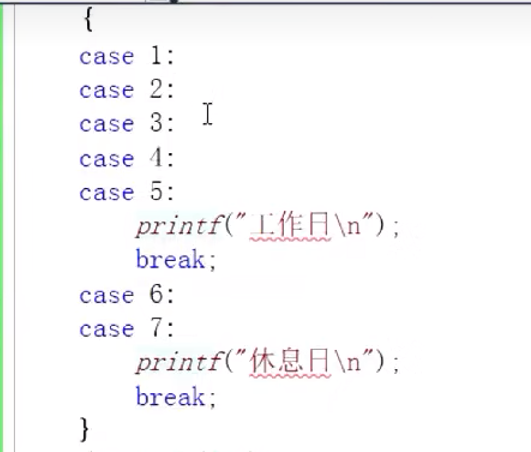 {
case 1:
case 2:
case 3:
case 4:
case 5:
printf("工作日\n");
break;
case 6:
case 7:
printf("休息日\n");
break;
}